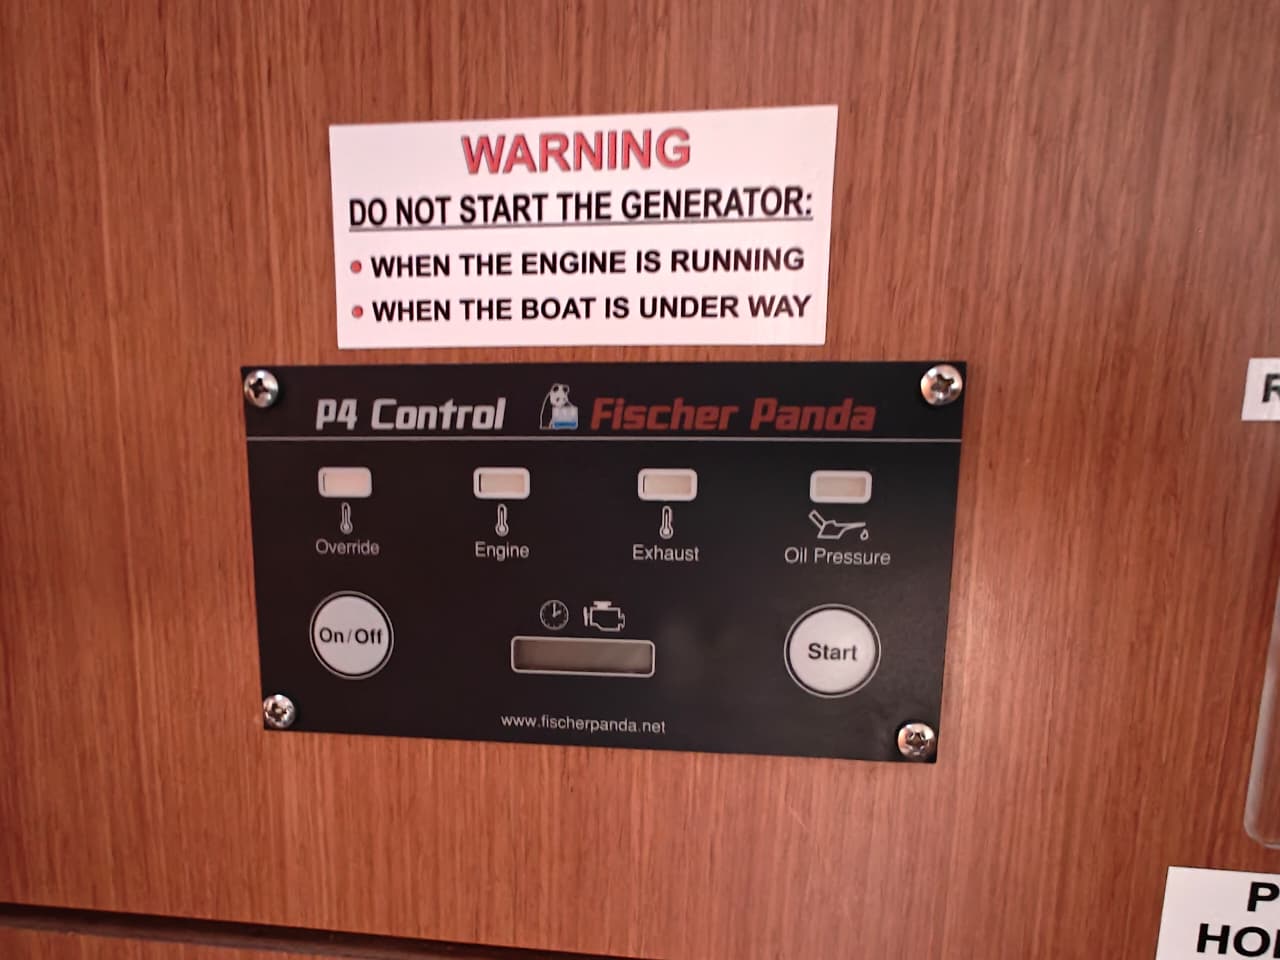 WARNING
DO NOT START THE GENERATOR:
• WHEN THE ENGINE IS RUNNING
• WHEN THE BOAT IS UNDER WAY
P4 Control Fischer Panda
Override Engine Exhaust Oil Pressure
On/Off Start
www.fischerpanda.net